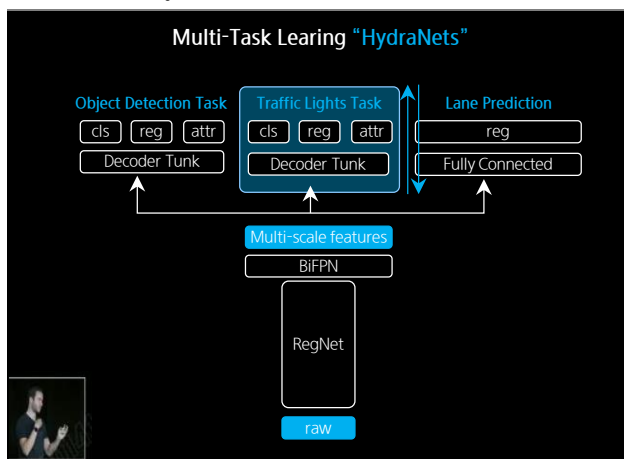 Multi-Task Learing “HydraNets”
Object Detection Task
Traffic Lights Task
Lane Prediction
cls reg attr
cls reg attr
reg
Decoder Tunk
Decoder Tunk
Fully Connected
Multi-scale features
BiFPN
RegNet
raw